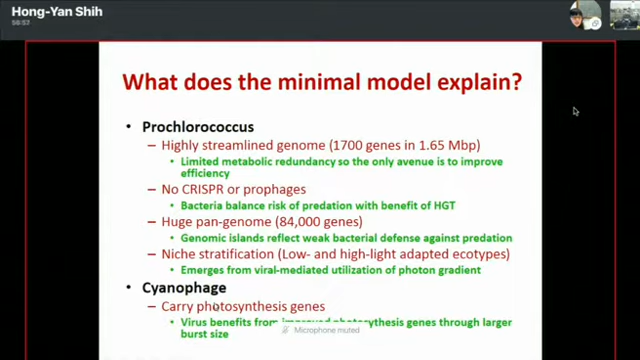 Hong-Yan Shih
56:57
What does the minimal model explain?
• Prochlorococcus
– Highly streamlined genome (1700 genes in 1.65 Mbp)
• Limited metabolic redundancy so the only avenue is to improve
efficiency
– No CRISPR or prophages
• Bacteria balance risk of predation with benefit of HGT
– Huge pan-genome (84,000 genes)
• Genomic islands reflect weak bacterial defense against predation
– Niche stratification (Low- and high-light adapted ecotypes)
• Emerges from viral-mediated utilization of photon gradient
• Cyanophage
– Carry photosynthesis genes
• Virus benefits from genes through larger
Microphone muted
burst size